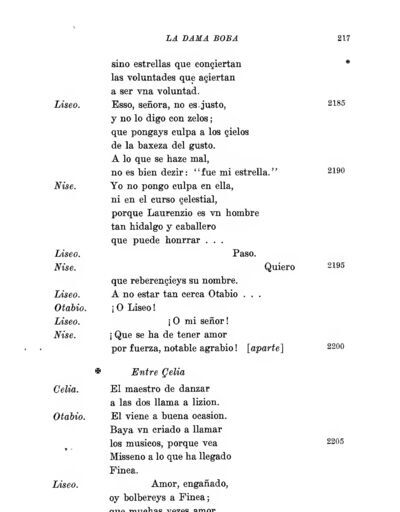 LA DAMA BOBA 217
sino estrellas que conçiertan *
las voluntades que açiertan
a ser vna voluntad.
Liseo. Esso, señora, no es justo, 2185
y no lo digo con zelos;
que pongays culpa a los çielos
de la baxeza del gusto.
A lo que se haze mal,
no es bien dezir: "fue mi estrella." 2190
Nise. Yo no pongo culpa en ella,
ni en el curso çelestial,
porque Laurenzio es vn hombre
tan hidalgo y caballero
que puede honrrar . . .
Liseo. Paso.
Nise. Quiero 2195
que reberençieys su nombre.
Liseo. A no estar tan cerca Otabio . . .
Otabio. ¡O Liseo!
Liseo. ¡O mi señor!
Nise. ¡Que se ha de tener amor
por fuerza, notable agrabio! [aparte] 2200
✠ Entre Çelia
Çelia. El maestro de danzar
a las dos llama a lizion.
Otabio. El viene a buena ocasion.
Baya vn criado a llamar
los musicos, porque vea 2205
Misseno a lo que ha llegado
Finea.
Liseo. Amor, engañado,
oy bolbereys a Finea;
que muchas vezes amor